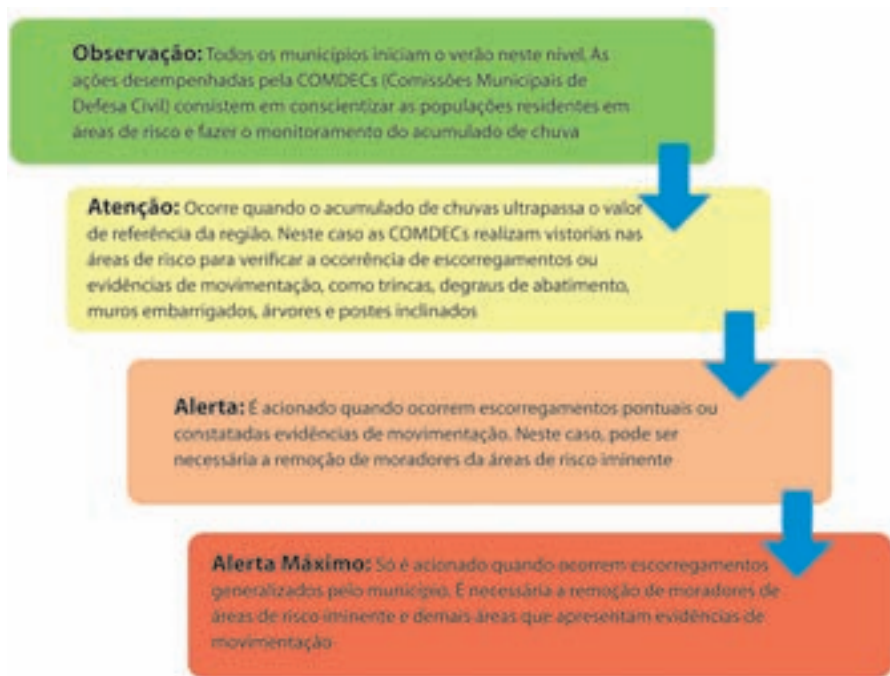 Observação: Todos os municípios iniciam o verão neste nível. As
ações desempenhadas pela COMDECs (Comissões Municipais de
Defesa Civil) consistem em conscientizar as populações residentes em
áreas de risco e fazer o monitoramento do acumulado de chuva
Atenção: Ocorre quando o acumulado de chuvas ultrapassa o valor
de referência da região. Neste caso as COMDECs realizam vistorias nas
áreas de risco para verificar a ocorrência de escorregamentos ou
evidências de movimentação, como trincas, degraus de abatimento,
muros embarrigados, árvores e postes inclinados
Alerta: É acionado quando ocorrem escorregamentos pontuais ou
constatadas evidências de movimentação. Neste caso, pode ser
necessária a remoção de moradores da áreas de risco iminente
Alerta Máximo: Só é acionado quando ocorrem escorregamentos
generalizados pelo município. É necessária a remoção de moradores de
áreas de risco iminente e demais áreas que apresentam evidências de
movimentação